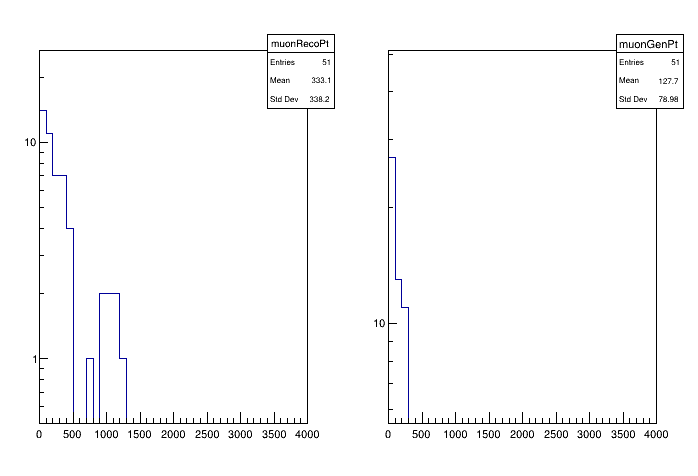 muonRecoPt
Entries 51
Mean 333.1
Std Dev 338.2
10
1
0 500 1000 1500 2000 2500 3000 3500 4000
muonGenPt
Entries 51
Mean 127.7
Std Dev 78.98
10
0 500 1000 1500 2000 2500 3000 3500 4000